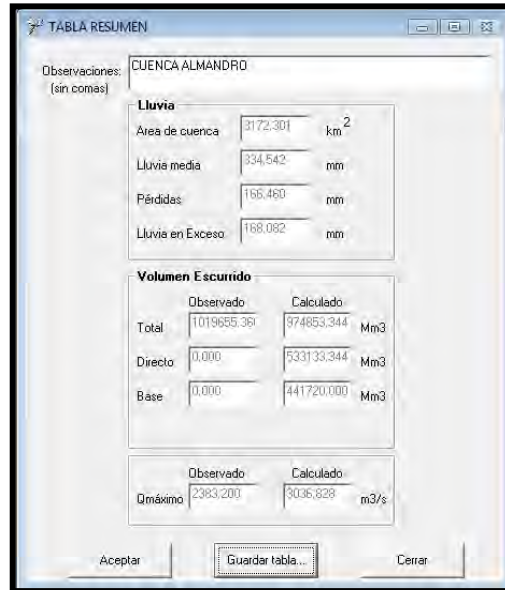 TABLA RESUMEN
Observaciones: CUENCA ALMANDRO
(sin comas)
Lluvia
Area de cuenca 3172,301 km2
Lluvia media 334,542 mm
Pérdidas 166,460 mm
Lluvia en Exceso 168,082 mm
Volumen Escurrido
Observado Calculado
Total 1019655,36 974853,344 Mm3
Directo 0,000 533133,344 Mm3
Base 0,000 441720,000 Mm3
Observado Calculado
Qmáximo 2383,200 3036,828 m3/s
Aceptar Guardar tabla... Cerrar